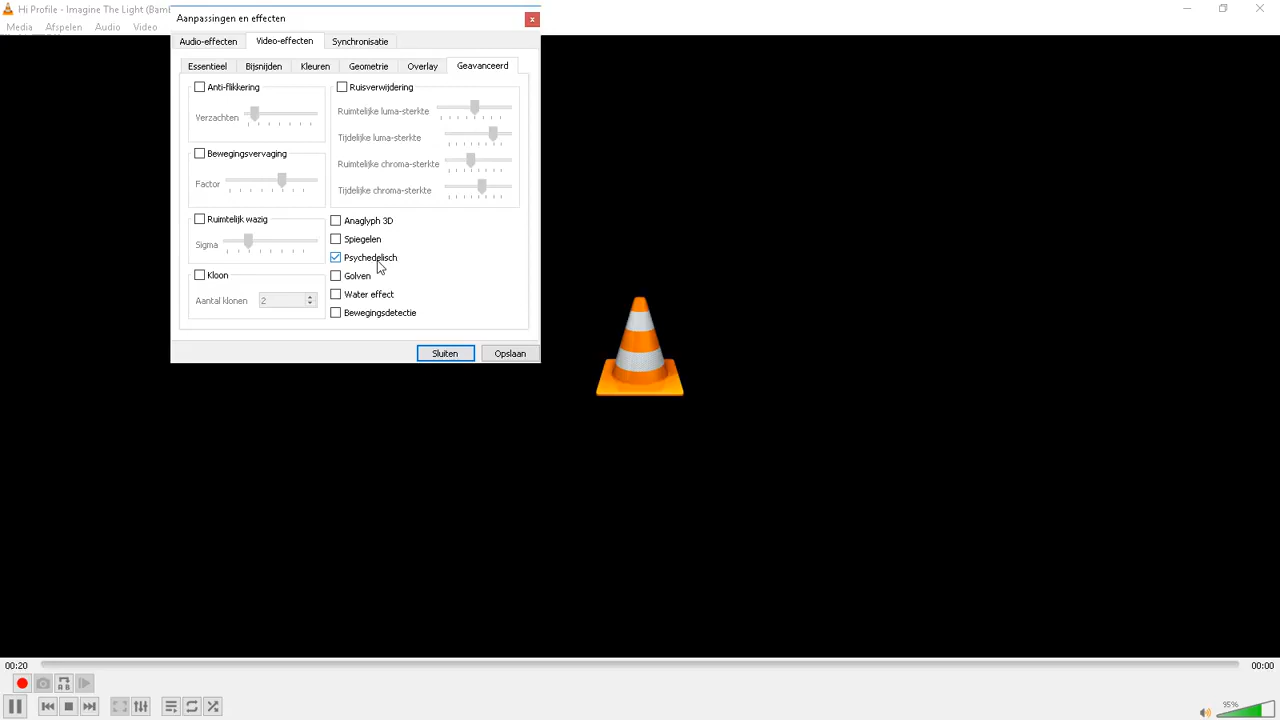 Hi Profile - Imagine The Light (Bamb
Aanpassingen en effecten
Media Afspelen Audio Video
Audio-effecten Video-effecten Synchronisatie
Essentieel Bijsnijden Kleuren Geometrie Overlay Geavanceerd
Anti-flikkering
Verzachten
Bewegingsvervaging
Factor
Ruimtelijk wazig
Sigma
Kloon
Aantal klonen 2
Ruisverwijdering
Ruimtelijke luma-sterkte
Tijdelijke luma-sterkte
Ruimtelijke chroma-sterkte
Tijdelijke chroma-sterkte
Anaglyph 3D
Spiegelen
Psychedelisch
Golven
Water effect
Bewegingsdetectie
Sluiten Opslaan
00:20 00:00
A B
95%